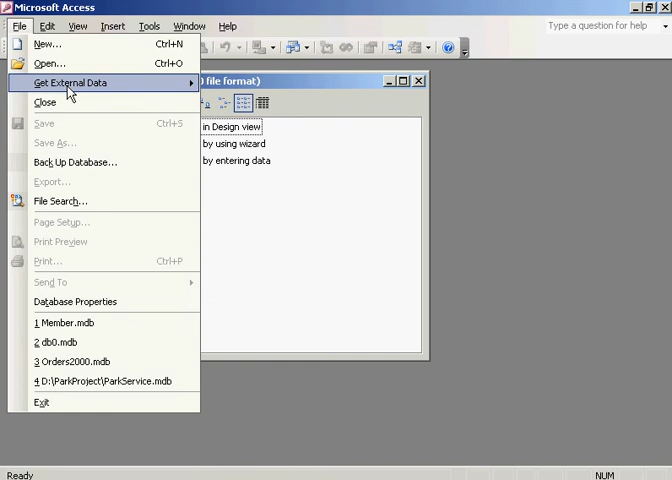 Microsoft Access
File Edit View Insert Tools Window Help
Type a question for help
New... Ctrl+N
Open... Ctrl+O
Get External Data
Close
Save Ctrl+S
Save As...
Back Up Database...
Export...
File Search...
Page Setup...
Print Preview
Print... Ctrl+P
Send To
Database Properties
1 Member.mdb
2 db0.mdb
3 Orders2000.mdb
4 D:\ParkProject\ParkService.mdb
Exit
0 file format)
in Design view
by using wizard
by entering data
Ready NUM